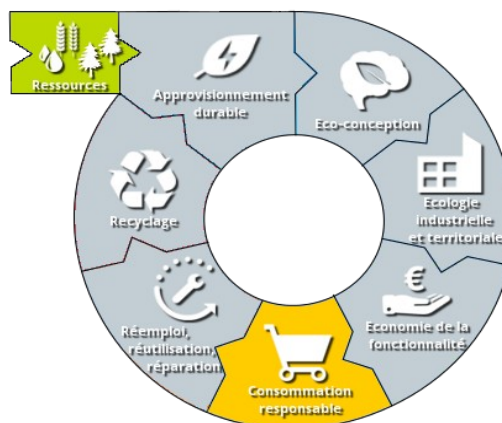 Ressources
Approvisionnement
durable
Eco-conception
Ecologie
industrielle
et territoriale
Economie de la
fonctionnalité
Consommation
responsable
Réemploi,
réutilisation,
réparation
Recyclage